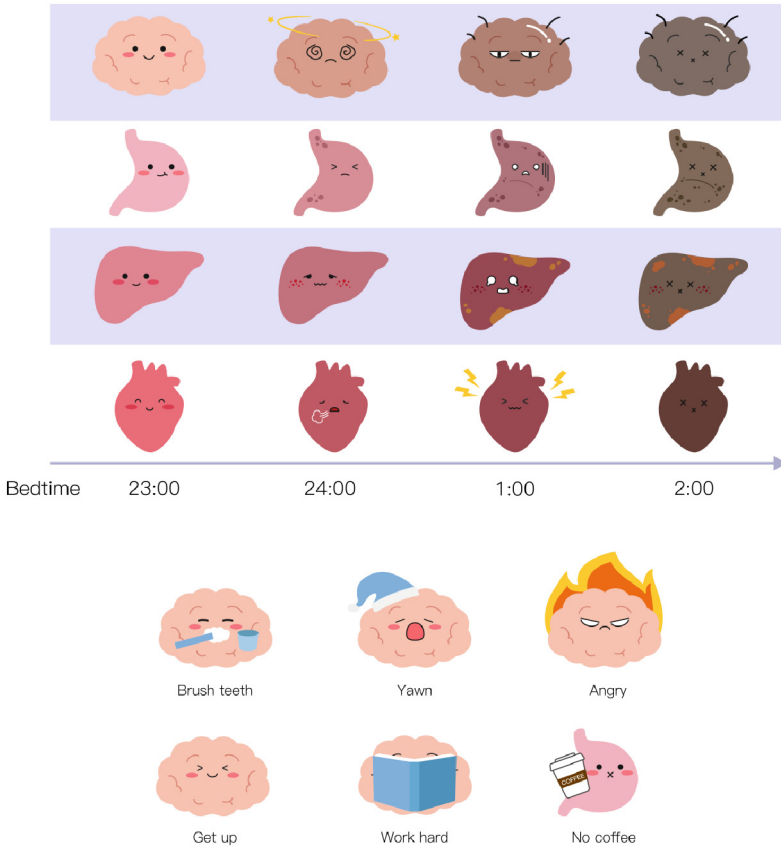 Bedtime 23:00 24:00 1:00 2:00
Brush teeth Yawn Angry
COFFEE
Get up Work hard No coffee